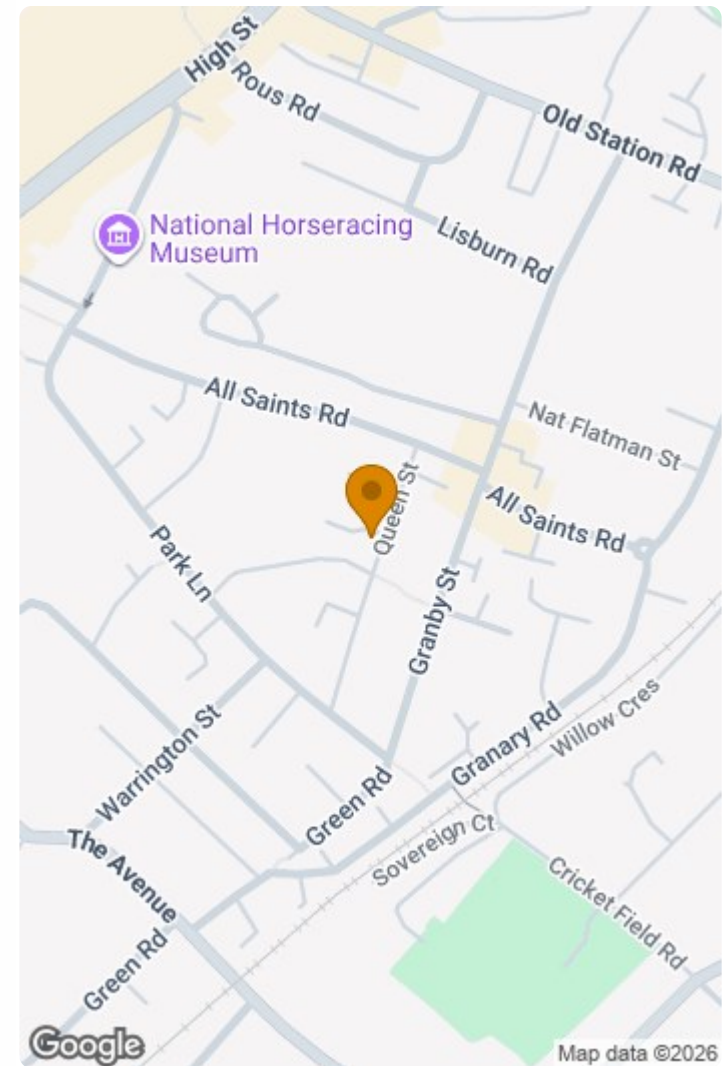 High St
Rous Rd
Old Station Rd
National Horseracing
Museum
Lisburn Rd
All Saints Rd
Nat Flatman St
Queen St
All Saints Rd
Park Ln
Granby St
Warrington St
Granary Rd
Willow Cres
Green Rd
The Avenue
Sovereign Ct
Cricket Field Rd
Green Rd
Google
Map data ©2026